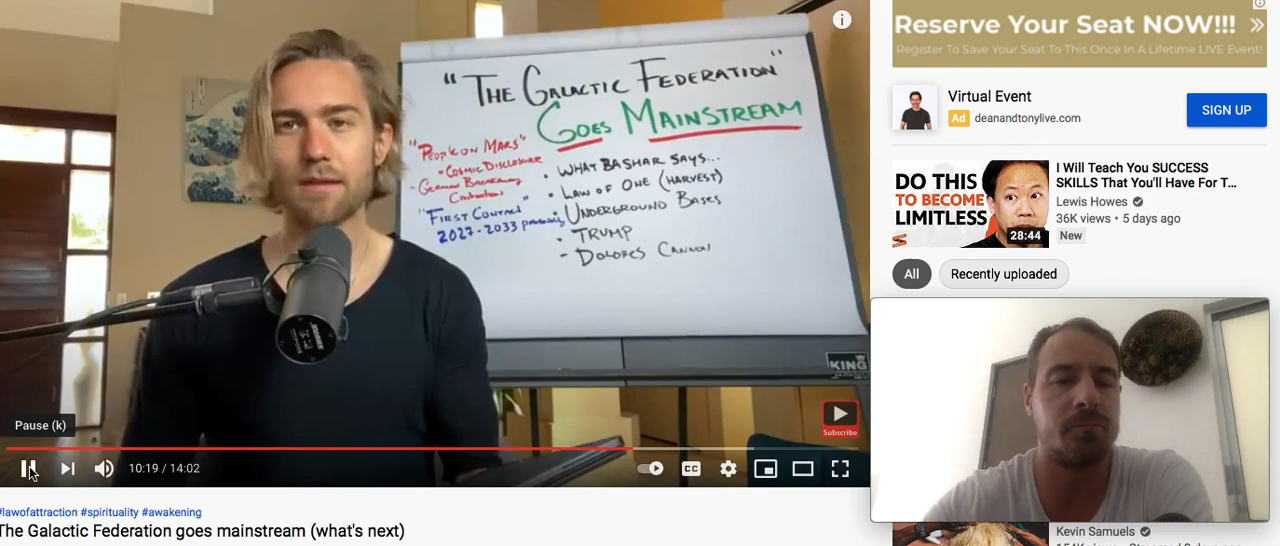 "THE GALACTIC FEDERATION"
GOES MAINSTREAM
"PEOPLE ON MARS"
• COSMIC DISCLOSURE
- GERMAN BREAKAWAY
"FIRST CONTACT"
2027-2033
• WHAT BASHAR SAYS...
• LAW OF ONE (HARVEST)
• UNDERGROUND BASES
• TRUMP
- DOLORES CANNON
KING
Subscribe
Pause (k)
10:19 / 14:02
CC
#lawofattraction #spirituality #awakening
The Galactic Federation goes mainstream (what's next)
Reserve Your Seat NOW!!! »
Register To Save Your Seat To This Once In A Lifetime LIVE Event!
Virtual Event
Ad deanandtonylive.com
SIGN UP
DO THIS
TO BECOME
LIMITLESS
28:44
I Will Teach You SUCCESS
SKILLS That You'll Have For T...
Lewis Howes
36K views • 5 days ago
New
All
Recently uploaded
Kevin Samuels